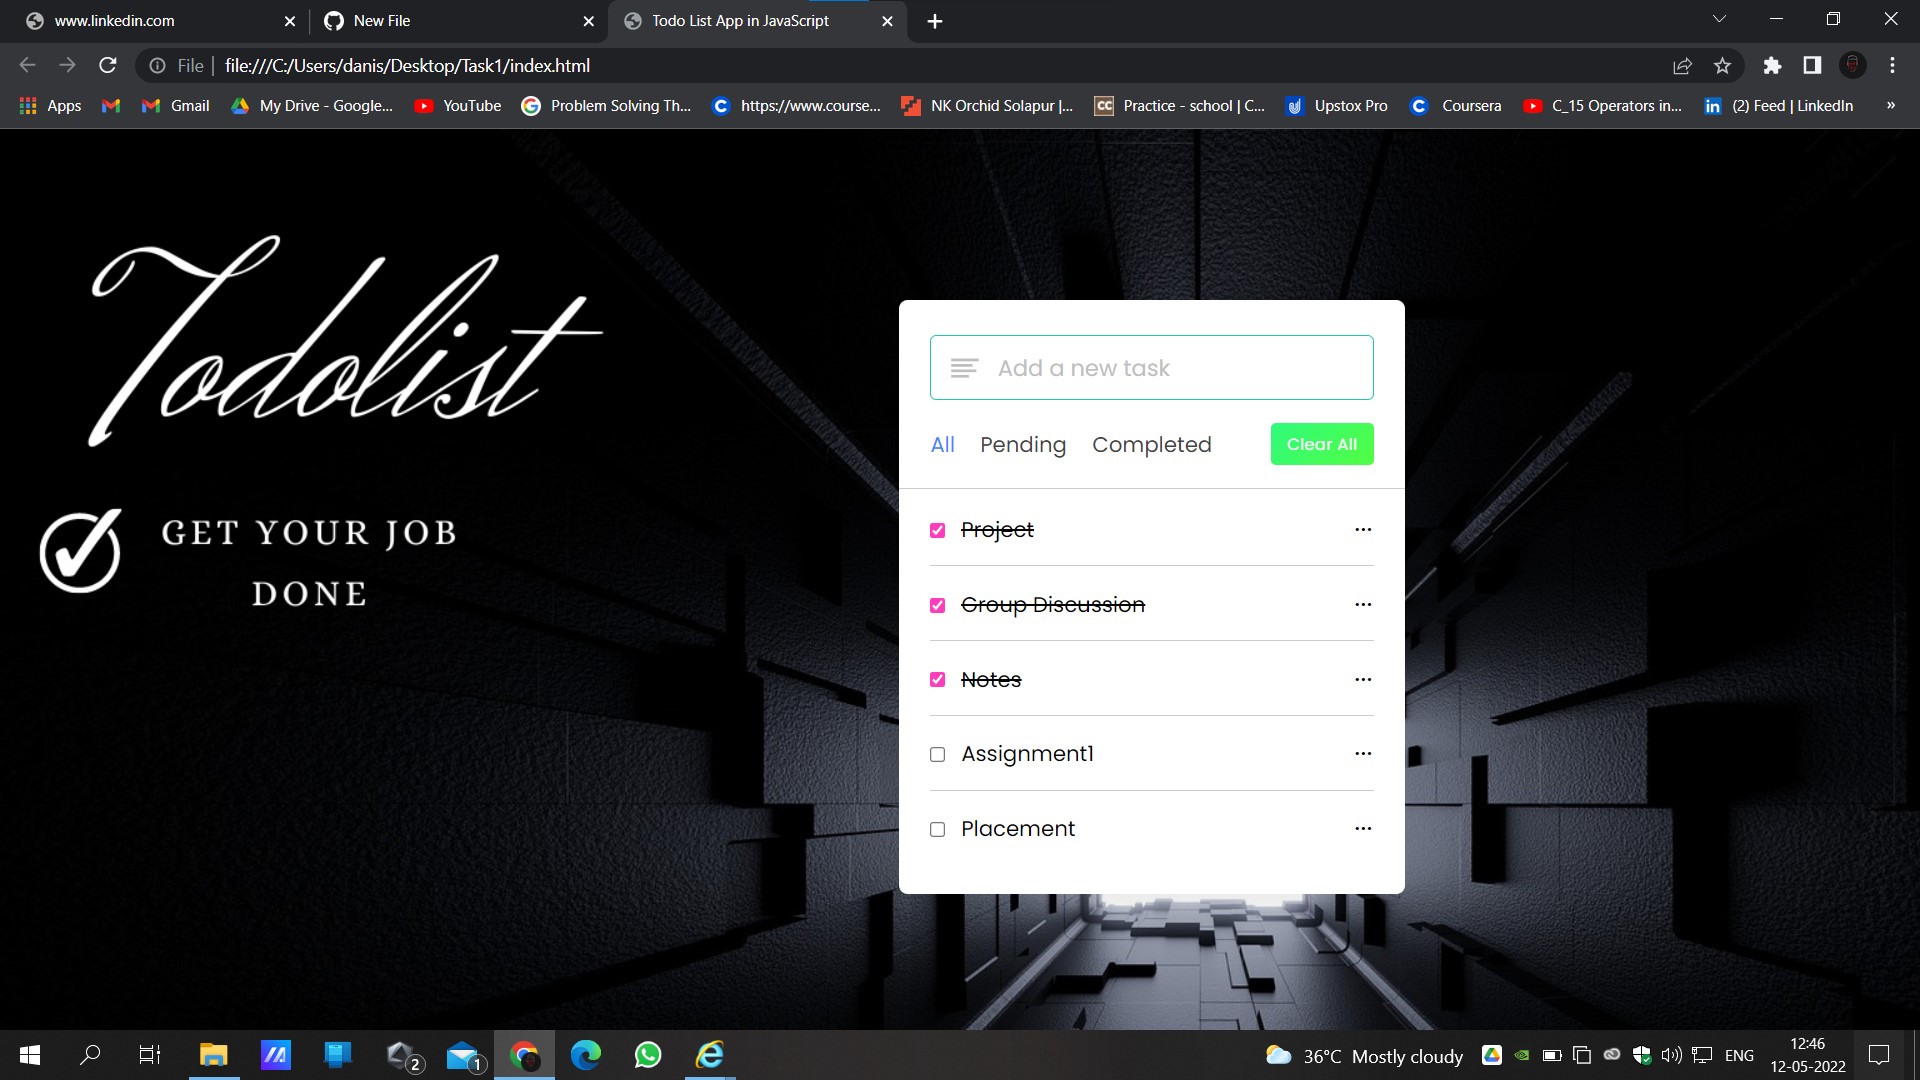 www.linkedin.com
New File
Todo List App in JavaScript
File
file:///C:/Users/danis/Desktop/Task1/index.html
Apps
Gmail
My Drive - Google...
YouTube
Problem Solving Th...
https://www.course...
NK Orchid Solapur |...
CC
Practice - school | C...
Upstox Pro
Coursera
C_15 Operators in...
in
(2) Feed | LinkedIn
»
Todolist
GET YOUR JOB
DONE
Add a new task
All Pending Completed Clear All
Project
Group Discussion
Notes
Assignment1
Placement
2
1
36°C Mostly cloudy
ENG
12:46
12-05-2022